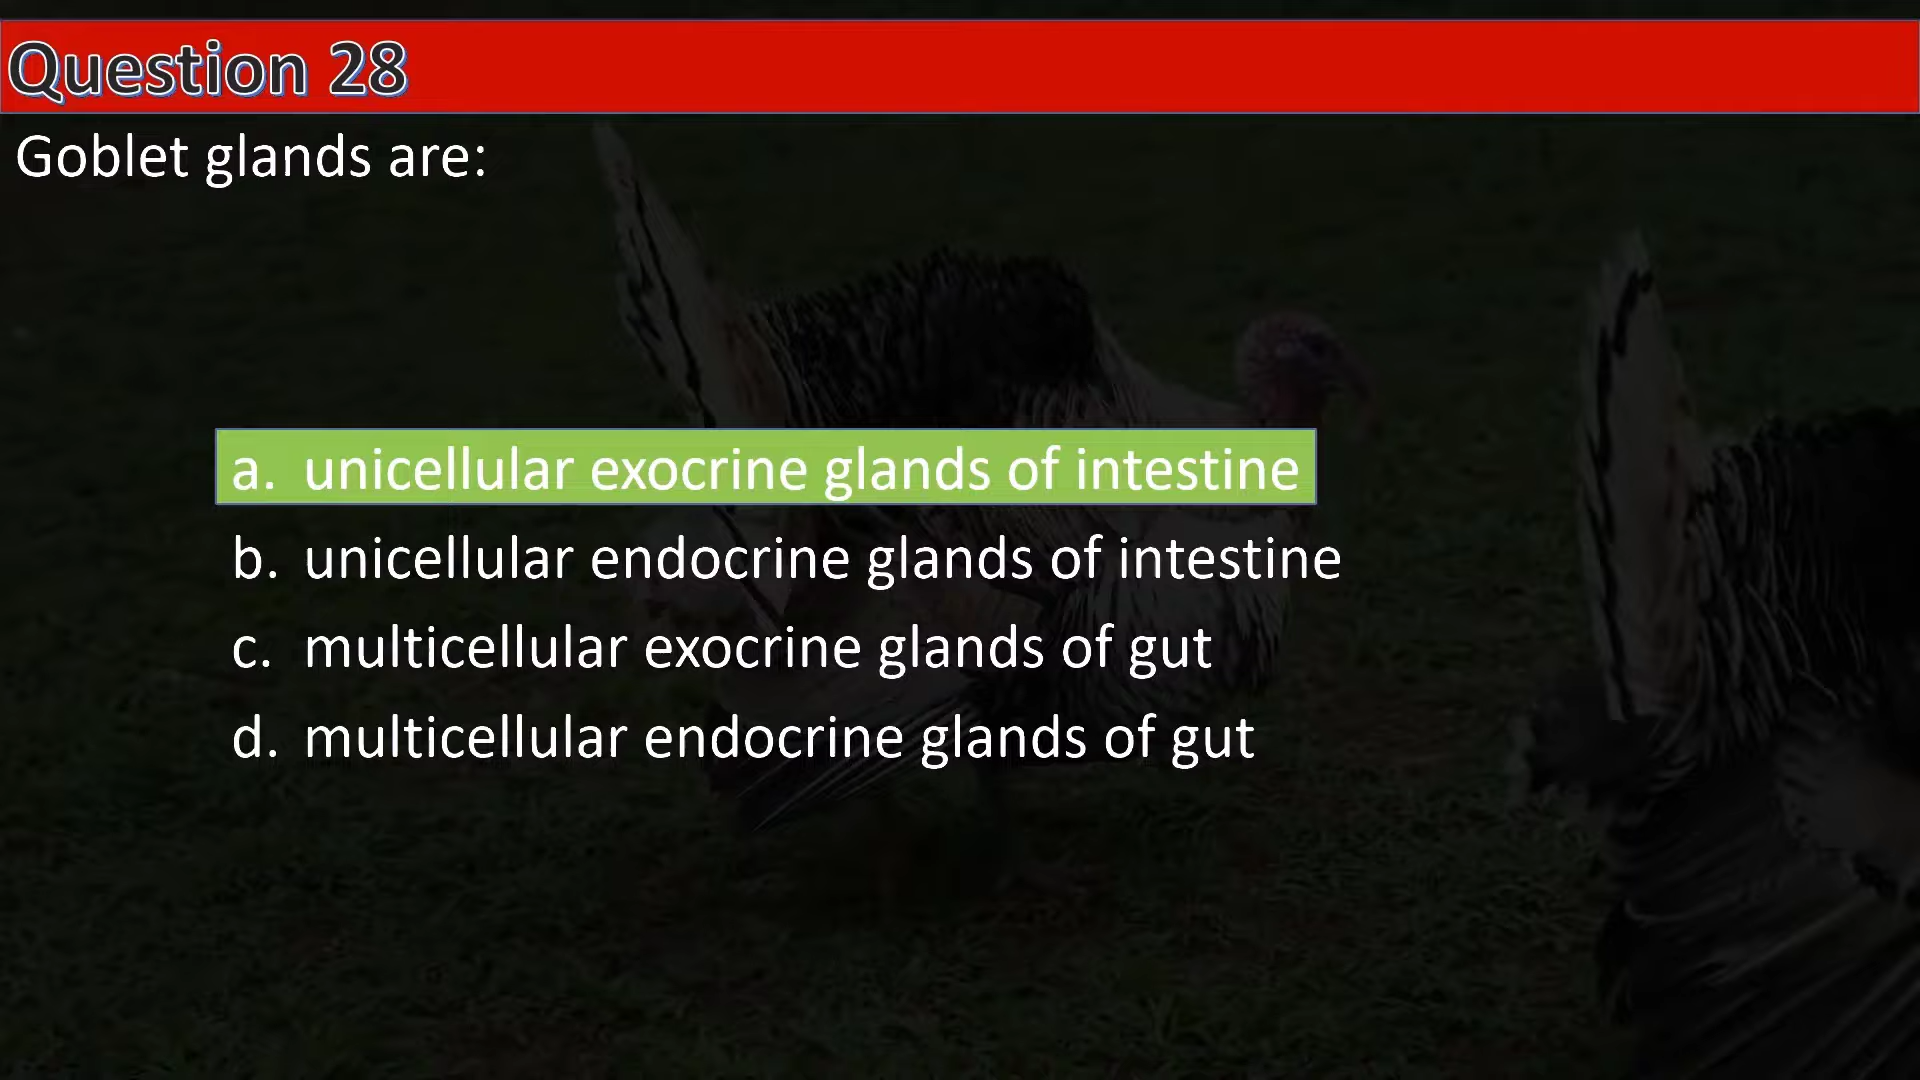 Question 28
Goblet glands are:
a. unicellular exocrine glands of intestine
b. unicellular endocrine glands of intestine
c. multicellular exocrine glands of gut
d. multicellular endocrine glands of gut